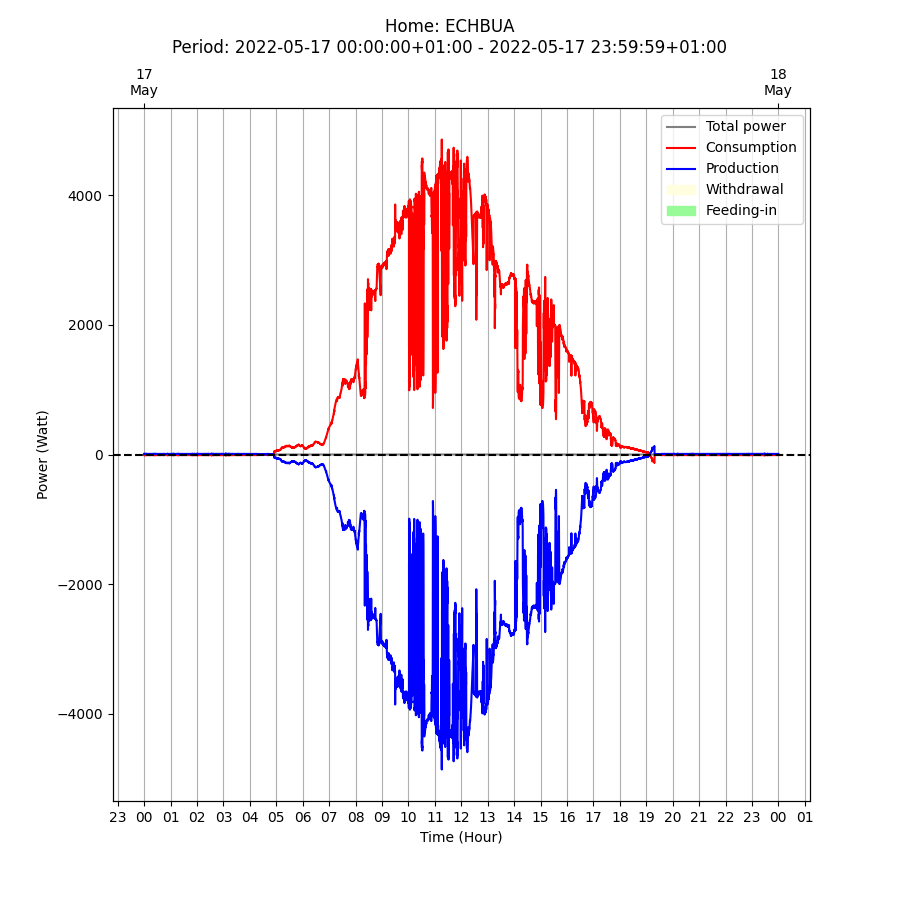 Home: ECHBUA
Period: 2022-05-17 00:00:00+01:00 - 2022-05-17 23:59:59+01:00
17 18
May May
Total power
Consumption
Production
Withdrawal
Feeding-in
4000
2000
0
−2000
−4000
Power (Watt)
23 00 01 02 03 04 05 06 07 08 09 10 11 12 13 14 15 16 17 18 19 20 21 22 23 00 01
Time (Hour)